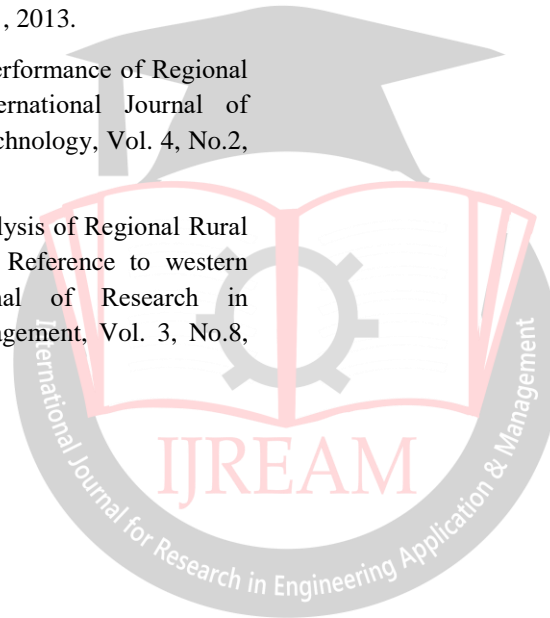 , 2013.
erformance of Regional
ernational Journal of
chnology, Vol. 4, No.2,
lysis of Regional Rural
Reference to western
nal of Research in
agement, Vol. 3, No.8,
IJREAM
International Journal for Research in Engineering Application & Management